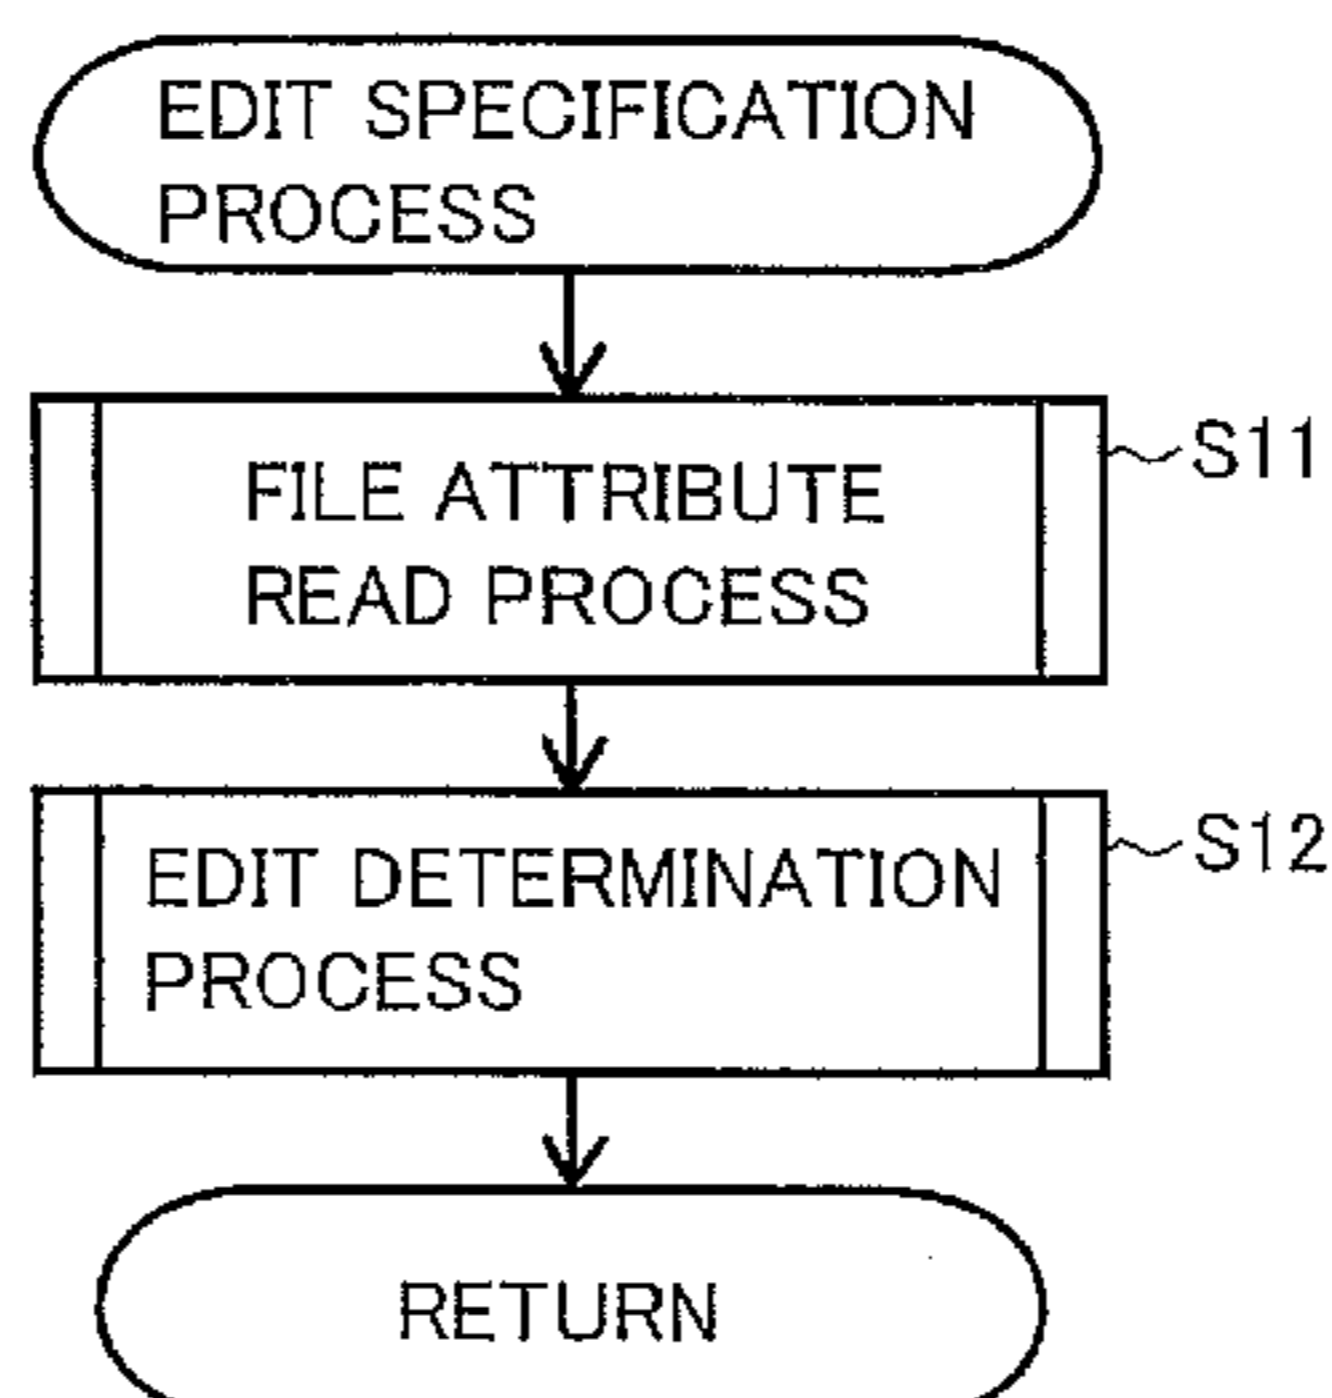 EDIT SPECIFICATION
PROCESS
S11
FILE ATTRIBUTE
READ PROCESS
S12
EDIT DETERMINATION
PROCESS
RETURN